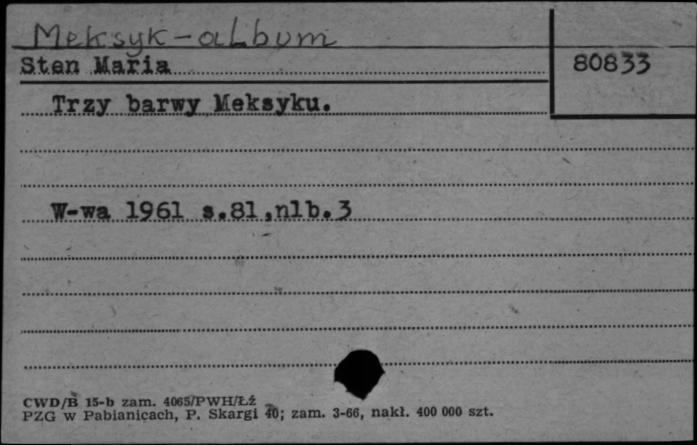 Meksyk-album
Sten Maria 80833
Trzy barwy Meksyku.
W-wa 1961 s.81,nlb.3
CWD/B 15-b zam. 4065/PWH/Łź
PZG w Pabianicach, P. Skargi 40; zam. 3-66, nakł. 400 000 szt.